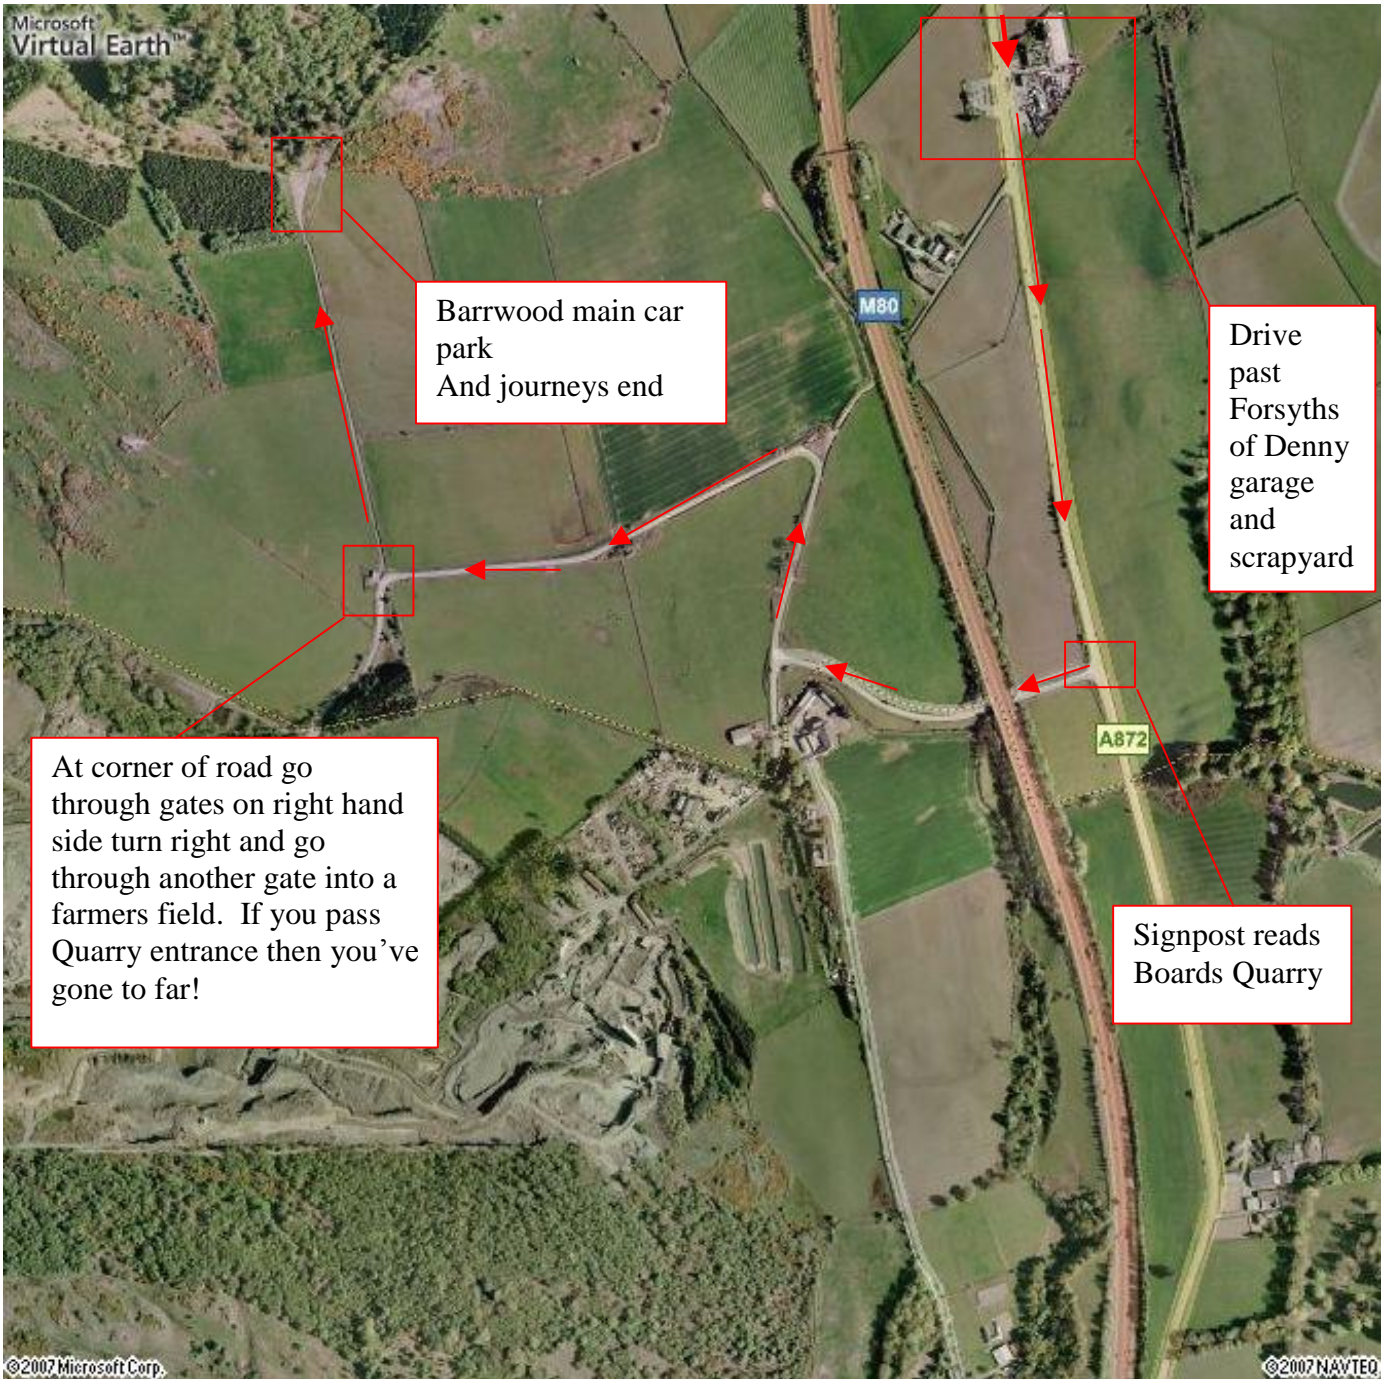 Microsoft
Virtual Earth™
M80
Barrwood main car
park
And journeys end
Drive
past
Forsyths
of Denny
garage
and
scrapyard
A872
At corner of road go
through gates on right hand
side turn right and go
through another gate into a
farmers field.  If you pass
Quarry entrance then you’ve
gone to far!
Signpost reads
Boards Quarry
©2007 Microsoft Corp.
©2007 NAVTEQ